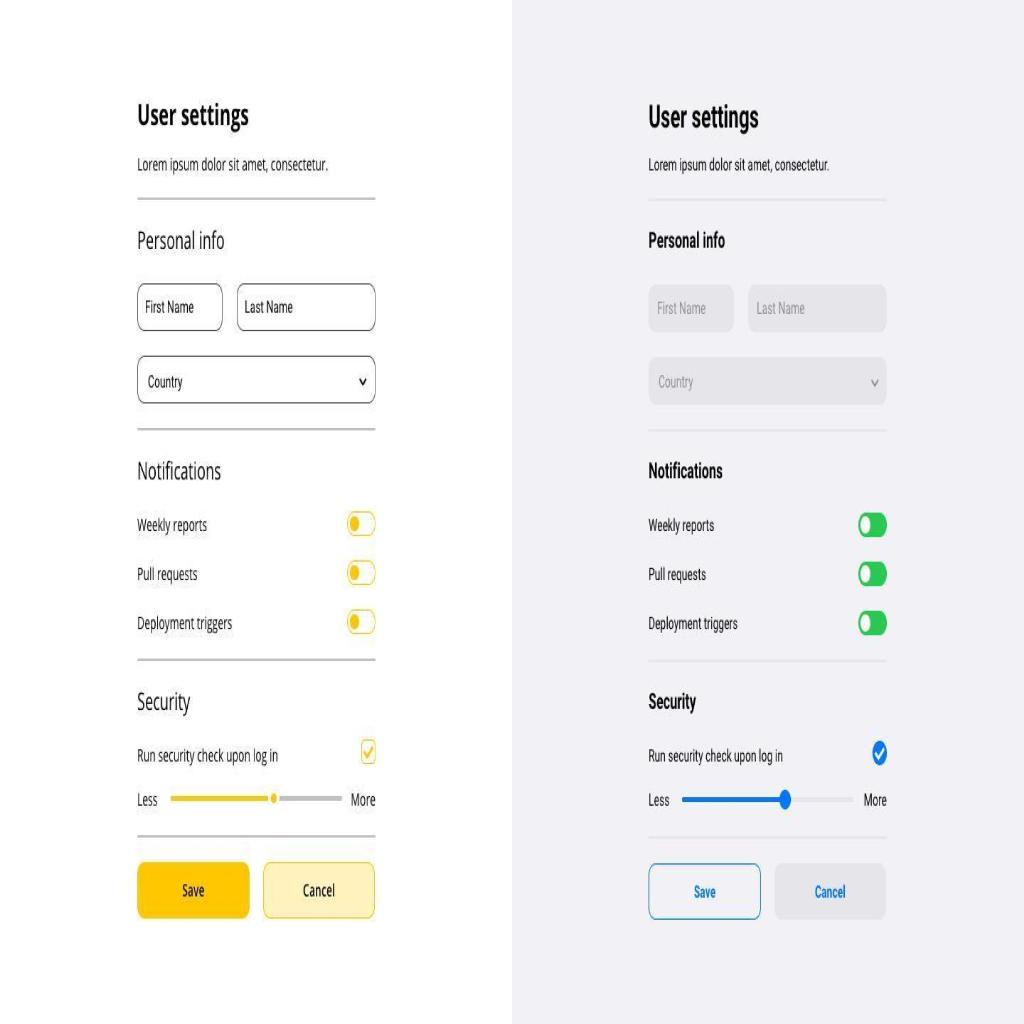 User settings
Lorem ipsum dolor sit amet, consectetur.
Personal info
First Name Last Name
Country
Notifications
Weekly reports
Pull requests
Deployment triggers
Security
Run security check upon log in
Less More
Save Cancel
User settings
Lorem ipsum dolor sit amet, consectetur.
Personal info
First Name Last Name
Country
Notifications
Weekly reports
Pull requests
Deployment triggers
Security
Run security check upon log in
Less More
Save Cancel